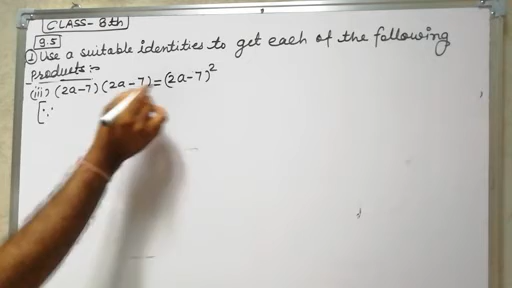 CLASS-8th
9.5
① Use a suitable identities to get each of the following
Products:-
(iii) (2a-7) (2a-7) = (2a-7)²
[∵